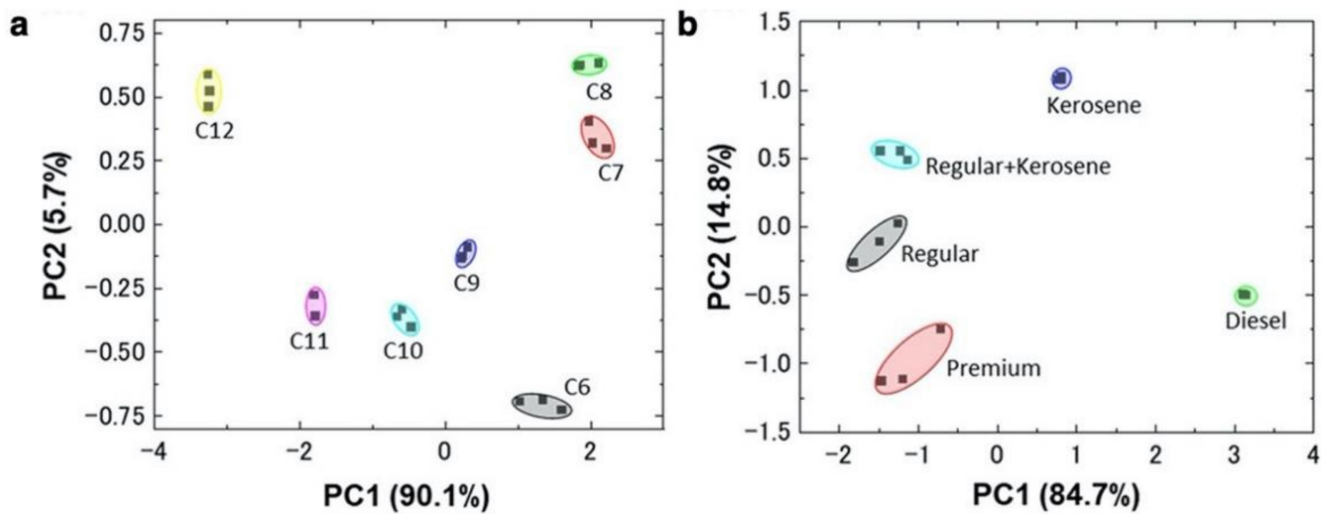 a
0.75
0.50
0.25
0.00
−0.25
−0.50
−0.75
PC2 (5.7%)
C12
C8
C7
C9
C11
C10
C6
−4
−2
0
2
PC1 (90.1%)
b
1.5
1.0
0.5
0.0
−0.5
−1.0
−1.5
PC2 (14.8%)
Kerosene
Regular+Kerosene
Regular
Diesel
Premium
−2
−1
0
1
2
3
4
PC1 (84.7%)